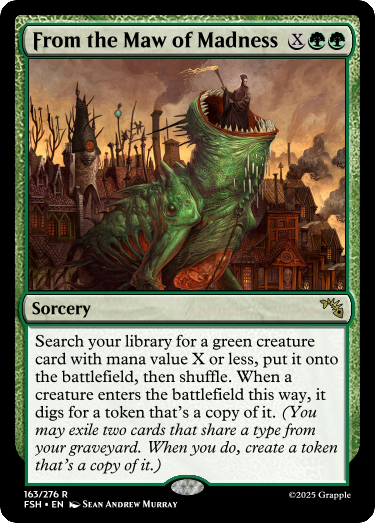 From the Maw of Madness X
Sorcery
Search your library for a green creature
card with mana value X or less, put it onto
the battlefield, then shuffle. When a
creature enters the battlefield this way, it
digs for a token that's a copy of it. (You
may exile two cards that share a type from
your graveyard. When you do, create a token
that's a copy of it.)
163/276 R
FSH • EN Sean Andrew Murray
©2025 Grapple